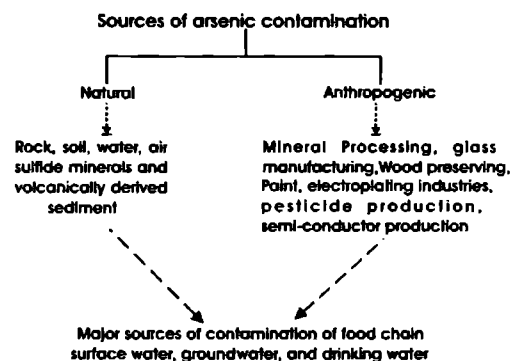 Sources of arsenic contamination
Natural
Anthropogenic
Rock, soil, water, air
sulfide minerals and
volcanically derived
sediment
Mineral Processing, glass
manufacturing,Wood preserving,
Paint, electroplating industries,
pesticide production,
semi-conductor production
Major sources of contamination of food chain
surface water, groundwater, and drinking water